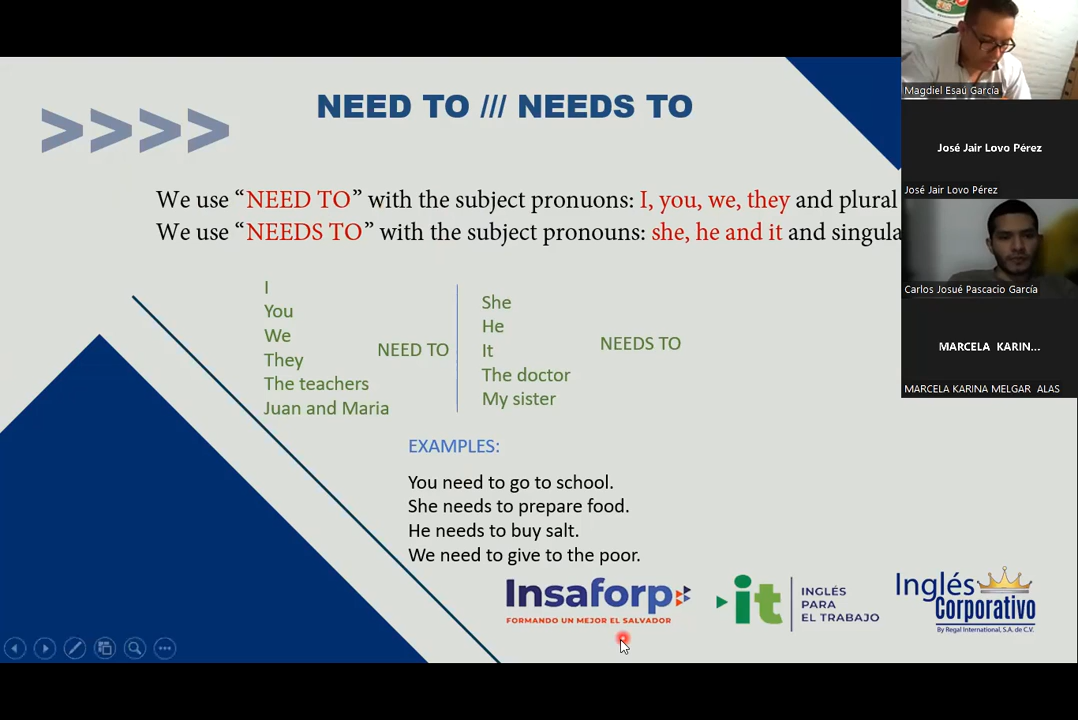 NEED TO /// NEEDS TO
We use “NEED TO” with the subject pronuons: I, you, we, they and plural
We use “NEEDS TO” with the subject pronouns: she, he and it and singula
I
You
We
They
The teachers
Juan and Maria
NEED TO
She
He
It
The doctor
My sister
NEEDS TO
EXAMPLES:
You need to go to school.
She needs to prepare food.
He needs to buy salt.
We need to give to the poor.
Insaforp
FORMANDO UN MEJOR EL SALVADOR
it
INGLÉS
PARA
EL TRABAJO
Inglés
Corporativo
By Regal International, S.A. de C.V.
Magdiel Esaú García
José Jair Lovo Pérez
José Jair Lovo Pérez
Carlos Josué Pascacio García
MARCELA KARIN...
MARCELA KARINA MELGAR ALAS